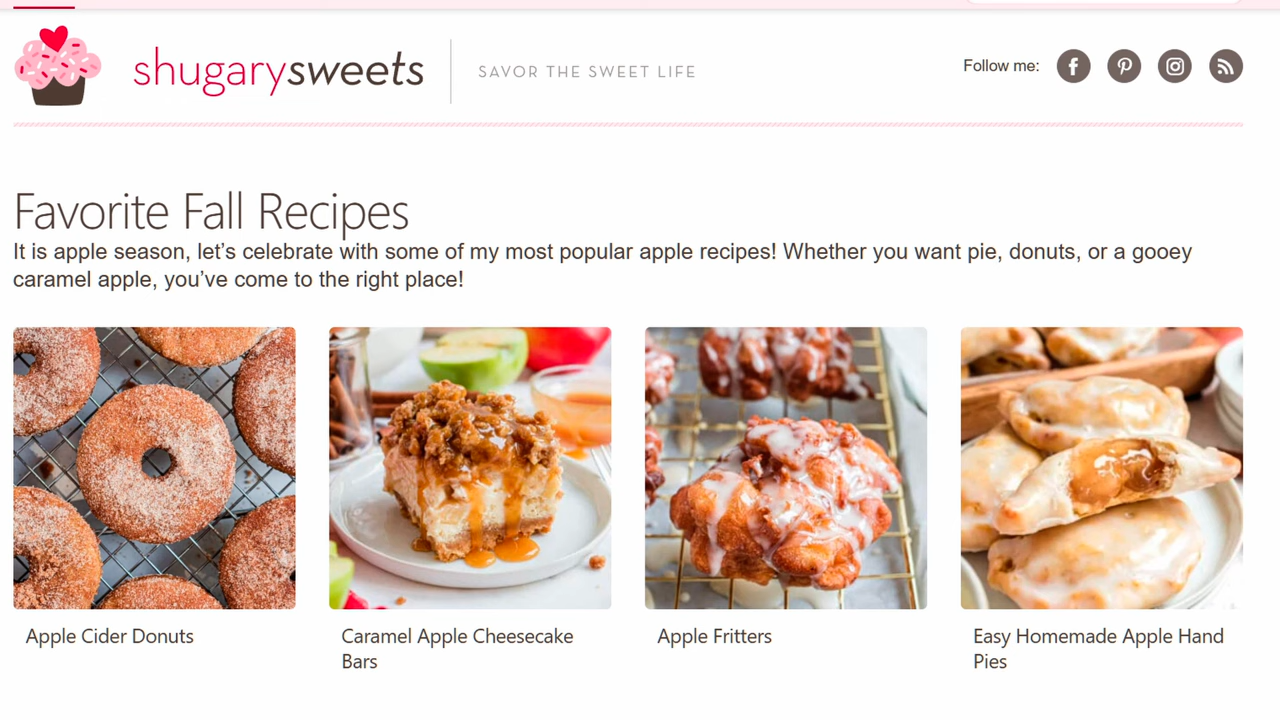 shugarysweets
SAVOR THE SWEET LIFE
Follow me:
Favorite Fall Recipes
It is apple season, let’s celebrate with some of my most popular apple recipes! Whether you want pie, donuts, or a gooey
caramel apple, you’ve come to the right place!
Apple Cider Donuts
Caramel Apple Cheesecake
Bars
Apple Fritters
Easy Homemade Apple Hand
Pies